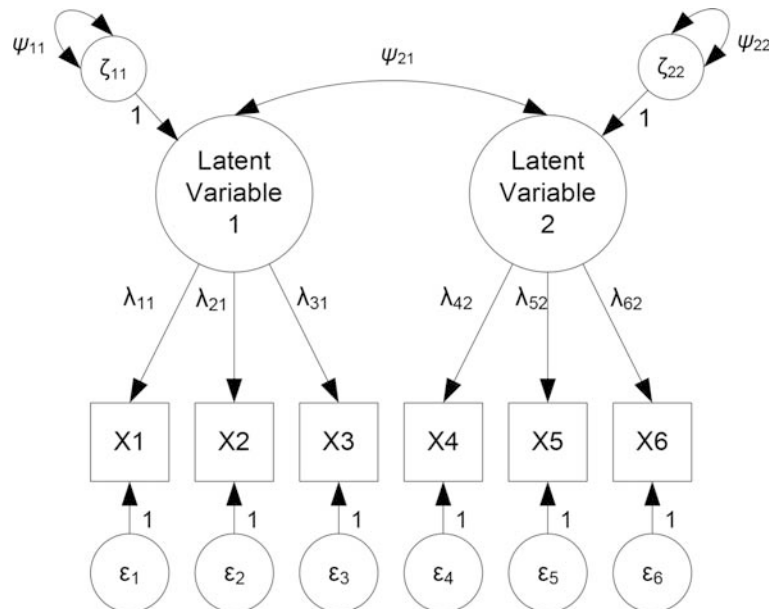 ψ₁₁
ζ₁₁
ψ₂₁
ζ₂₂
ψ₂₂
1
1
Latent
Variable
1
Latent
Variable
2
λ₁₁
λ₂₁
λ₃₁
λ₄₂
λ₅₂
λ₆₂
X1
X2
X3
X4
X5
X6
1
1
1
1
1
1
ε₁
ε₂
ε₃
ε₄
ε₅
ε₆